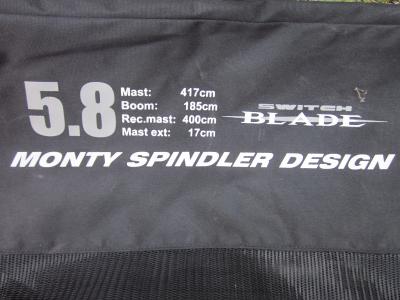 5.8
Mast: 417cm
Boom: 185cm
Rec.mast: 400cm
Mast ext: 17cm
SWITCH
BLADE
MONTY SPINDLER DESIGN